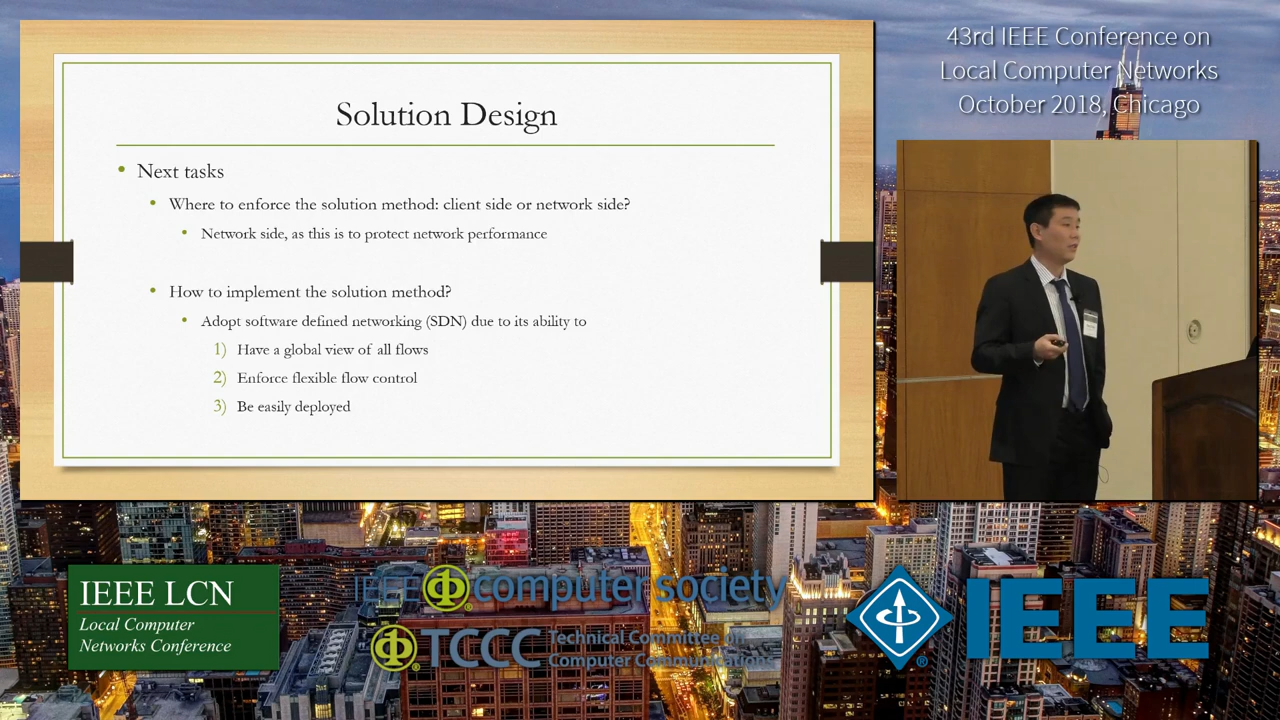 43rd IEEE Conference on
Local Computer Networks
October 2018, Chicago
Solution Design
• Next tasks
• Where to enforce the solution method: client side or network side?
• Network side, as this is to protect network performance
• How to implement the solution method?
• Adopt software defined networking (SDN) due to its ability to
1) Have a global view of all flows
2) Enforce flexible flow control
3) Be easily deployed
IEEE LCN
Local Computer
Networks Conference
IEEE computer society
®
TCCC Technical Committee on
Computer Communications
®
IEEE
®